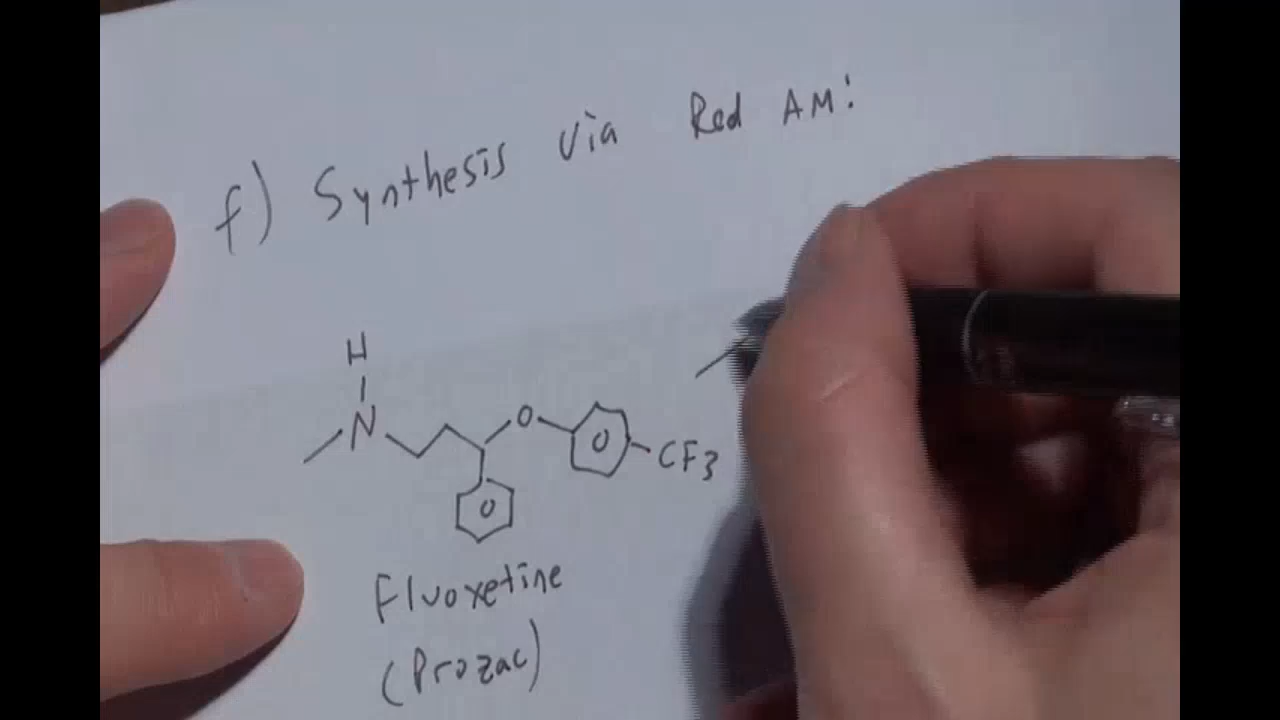 f) Synthesis via Red AM:
H
N
O
O
CF3
O
Fluoxetine
(Prozac)